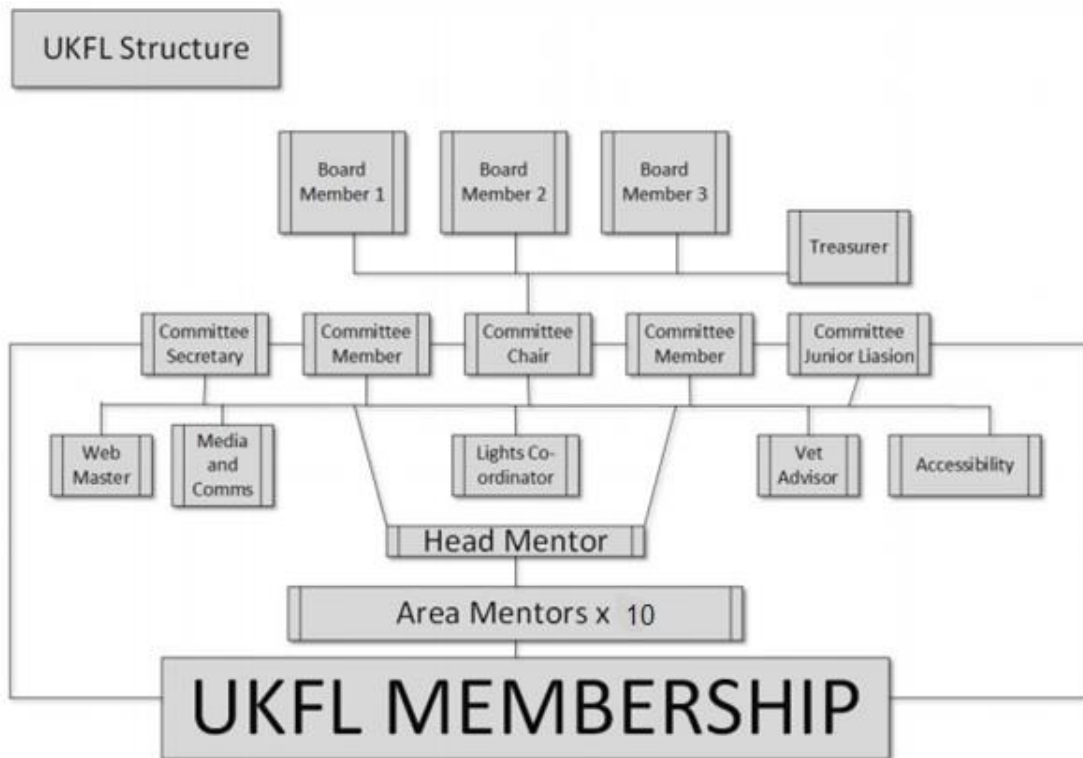 UKFL Structure
Board
Member 1
Board
Member 2
Board
Member 3
Treasurer
Committee
Secretary
Committee
Member
Committee
Chair
Committee
Member
Committee
Junior Liasion
Web
Master
Media
and
Comms
Lights Co-
ordinator
Vet
Advisor
Accessibility
Head Mentor
Area Mentors x 10
UKFL MEMBERSHIP